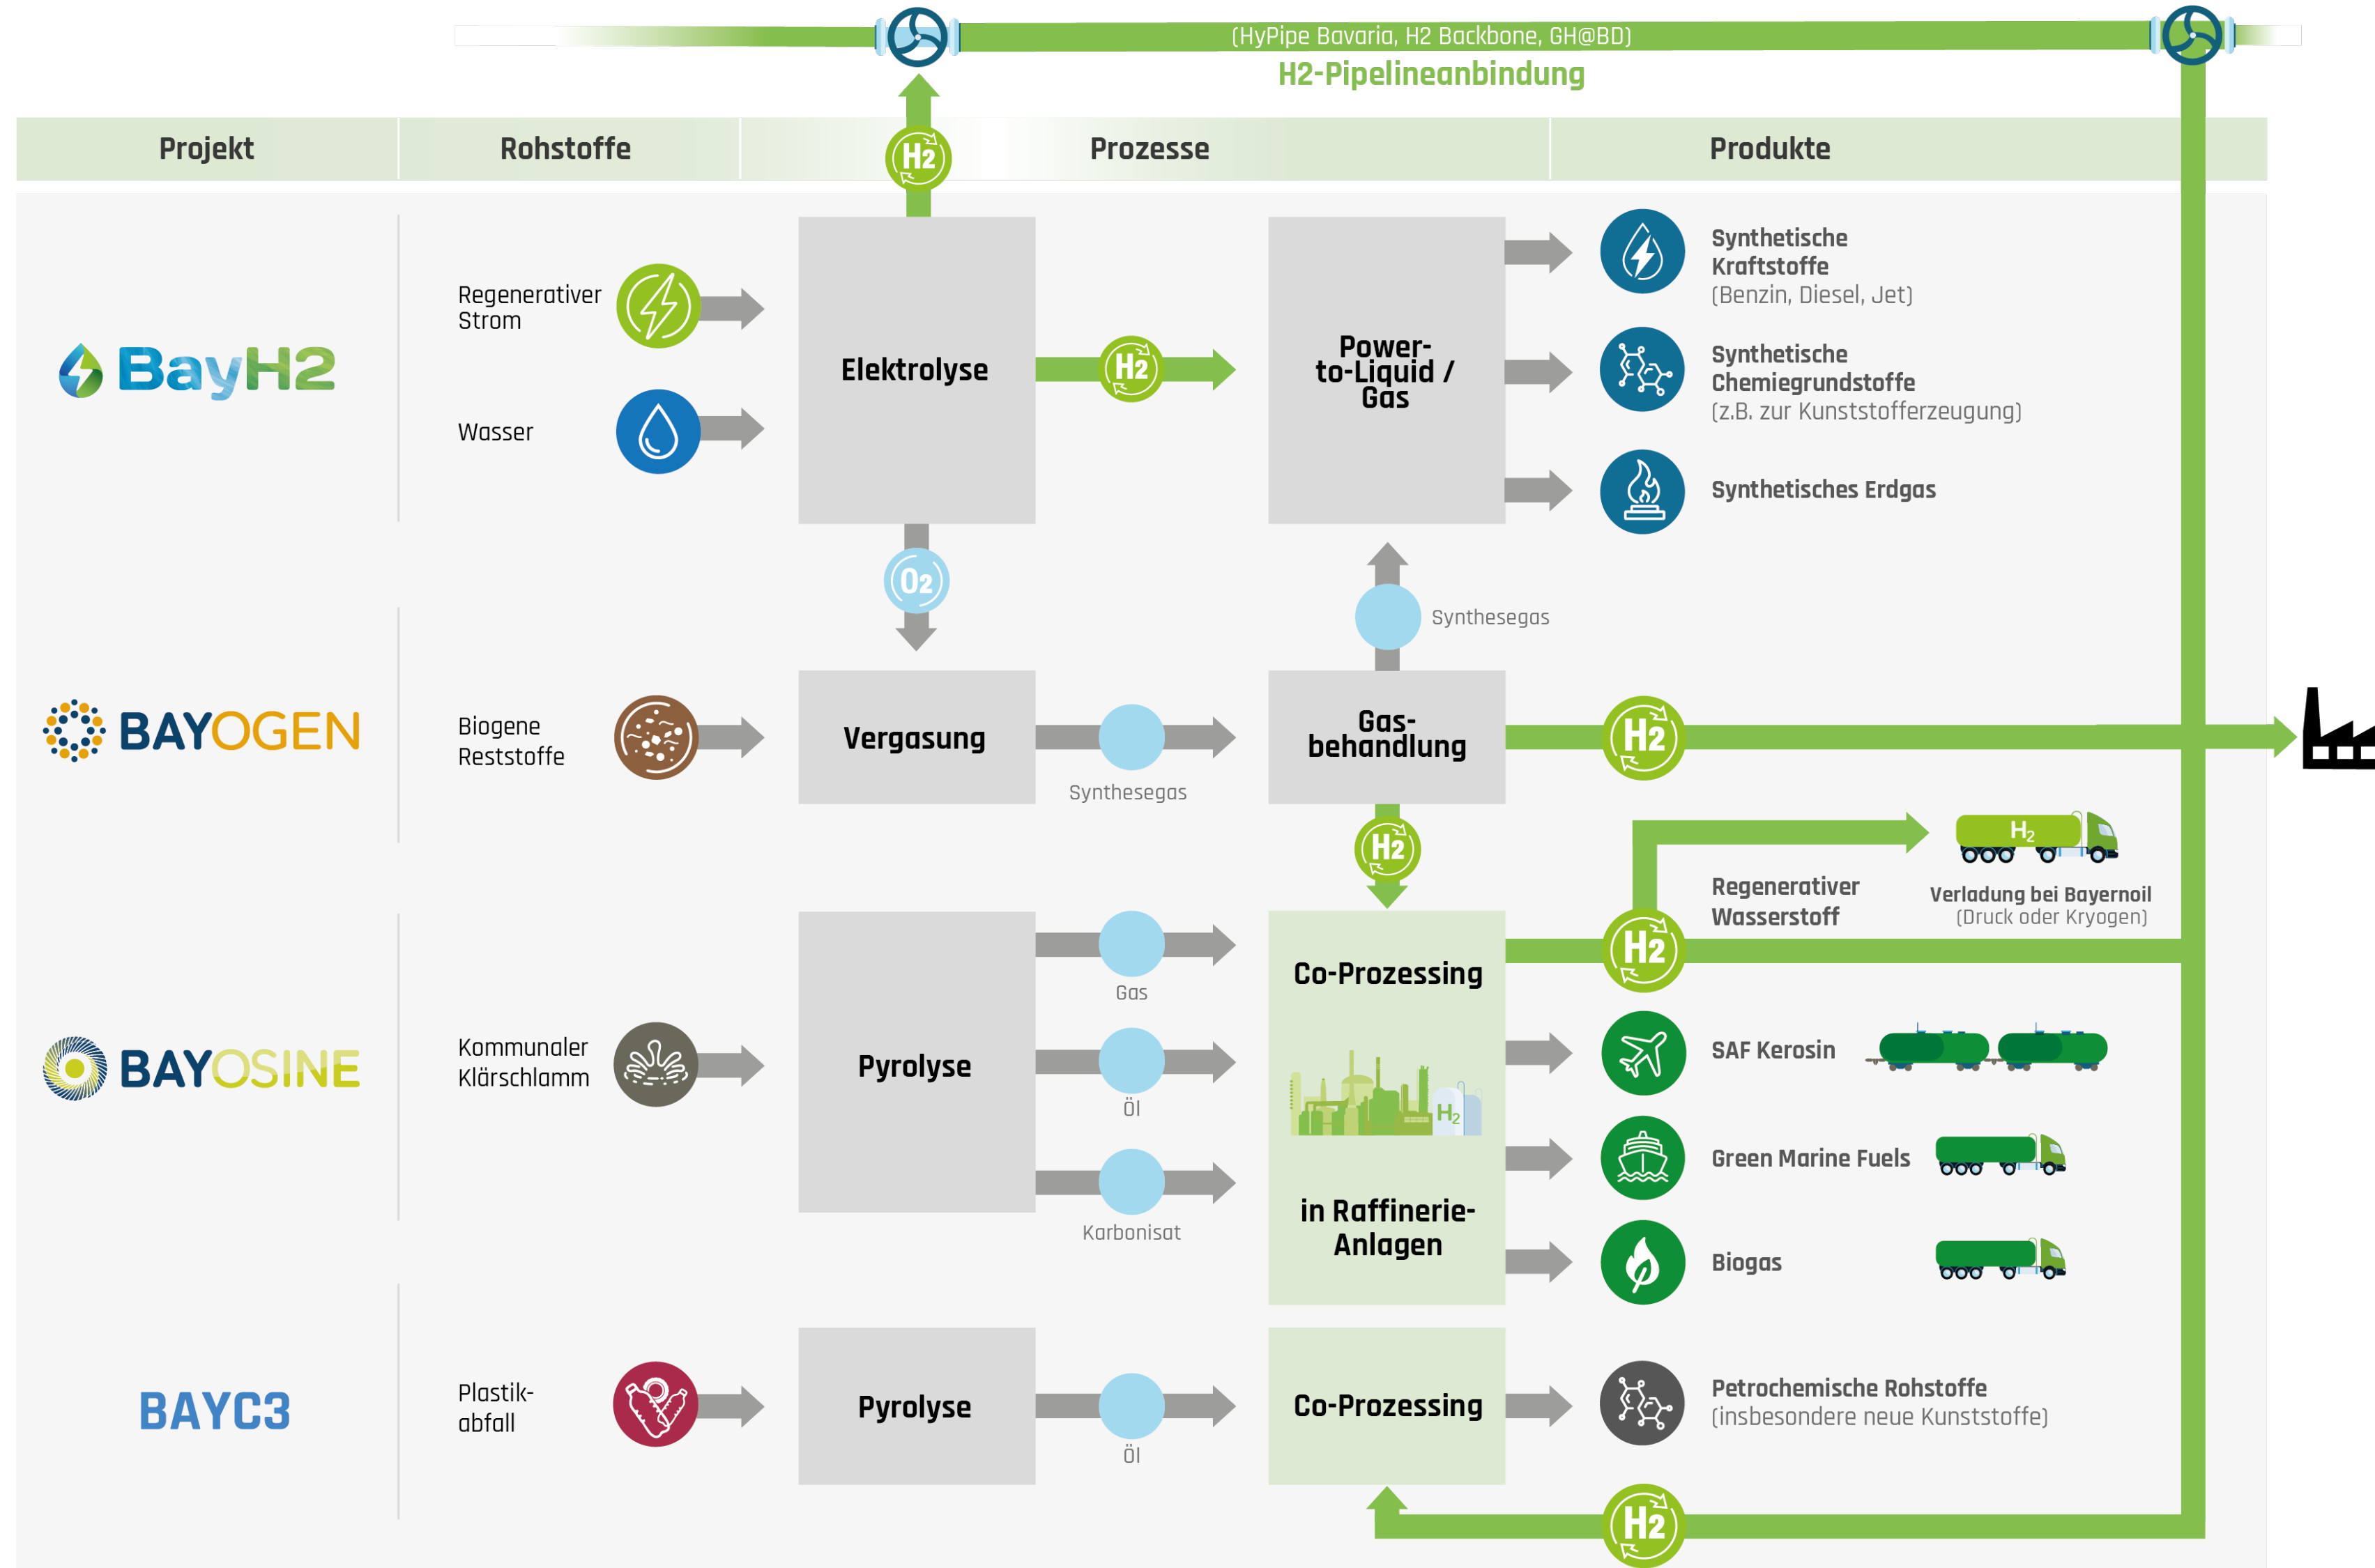 (HyPipe Bavaria, H2 Backbone, GH@BD)
H2-Pipelineanbindung
Projekt
Rohstoffe
Prozesse
Produkte
H2
BayH2
Regenerativer
Strom
Wasser
Elektrolyse
H2
Power-
to-Liquid /
Gas
Synthetische
Kraftstoffe
(Benzin, Diesel, Jet)
Synthetische
Chemiegrundstoffe
(z.B. zur Kunststofferzeugung)
Synthetisches Erdgas
O2
Synthesegas
BAYOGEN
Biogene
Reststoffe
Vergasung
Synthesegas
Gas-
behandlung
H2
H2
H2
Regenerativer
Wasserstoff
Verladung bei Bayernoil
(Druck oder Kryogen)
H2
BAYOSINE
Kommunaler
Klärschlamm
Pyrolyse
Gas
Öl
Karbonisat
Co-Prozessing
H2
in Raffinerie-
Anlagen
SAF Kerosin
Green Marine Fuels
Biogas
BAYC3
Plastik-
abfall
Pyrolyse
Öl
Co-Prozessing
Petrochemische Rohstoffe
(insbesondere neue Kunststoffe)
H2